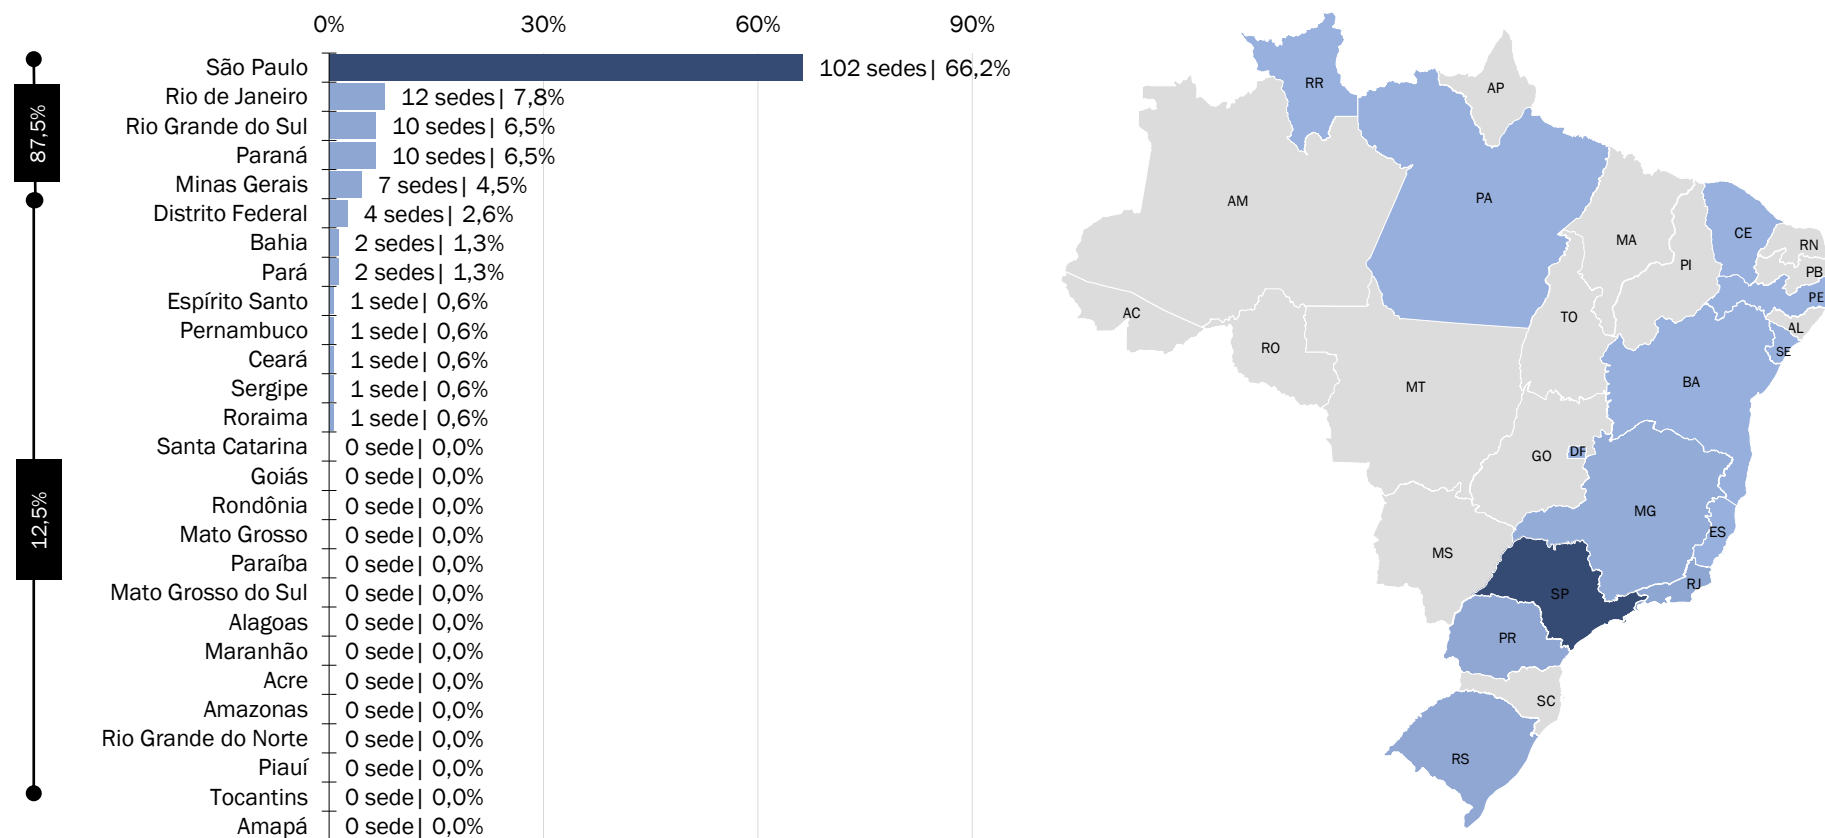 0% 30% 60% 90%
87,5%
12,5%
São Paulo 102 sedes| 66,2%
Rio de Janeiro 12 sedes| 7,8%
Rio Grande do Sul 10 sedes| 6,5%
Paraná 10 sedes| 6,5%
Minas Gerais 7 sedes| 4,5%
Distrito Federal 4 sedes| 2,6%
Bahia 2 sedes| 1,3%
Pará 2 sedes| 1,3%
Espírito Santo 1 sede| 0,6%
Pernambuco 1 sede| 0,6%
Ceará 1 sede| 0,6%
Sergipe 1 sede| 0,6%
Roraima 1 sede| 0,6%
Santa Catarina 0 sede| 0,0%
Goiás 0 sede| 0,0%
Rondônia 0 sede| 0,0%
Mato Grosso 0 sede| 0,0%
Paraíba 0 sede| 0,0%
Mato Grosso do Sul 0 sede| 0,0%
Alagoas 0 sede| 0,0%
Maranhão 0 sede| 0,0%
Acre 0 sede| 0,0%
Amazonas 0 sede| 0,0%
Rio Grande do Norte 0 sede| 0,0%
Piauí 0 sede| 0,0%
Tocantins 0 sede| 0,0%
Amapá 0 sede| 0,0%
RR
AP
AM
PA
MA
CE
RN
PI
PB
PE
AC
TO
AL
RO
SE
MT
BA
GO
DF
MG
ES
MS
RJ
SP
PR
SC
RS